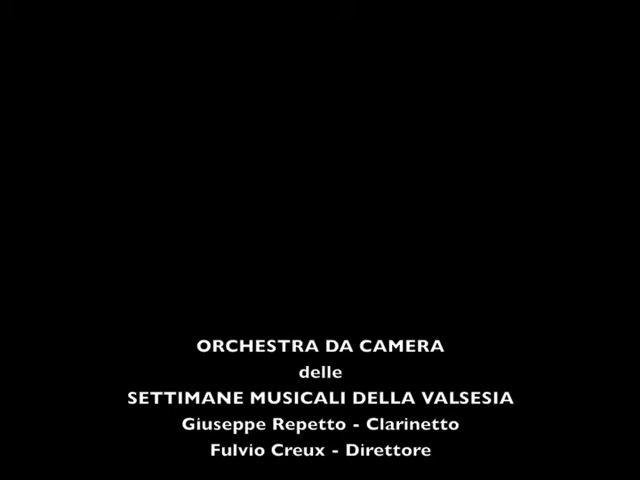 ORCHESTRA DA CAMERA
delle
SETTIMANE MUSICALI DELLA VALSESIA
Giuseppe Repetto - Clarinetto
Fulvio Creux - Direttore